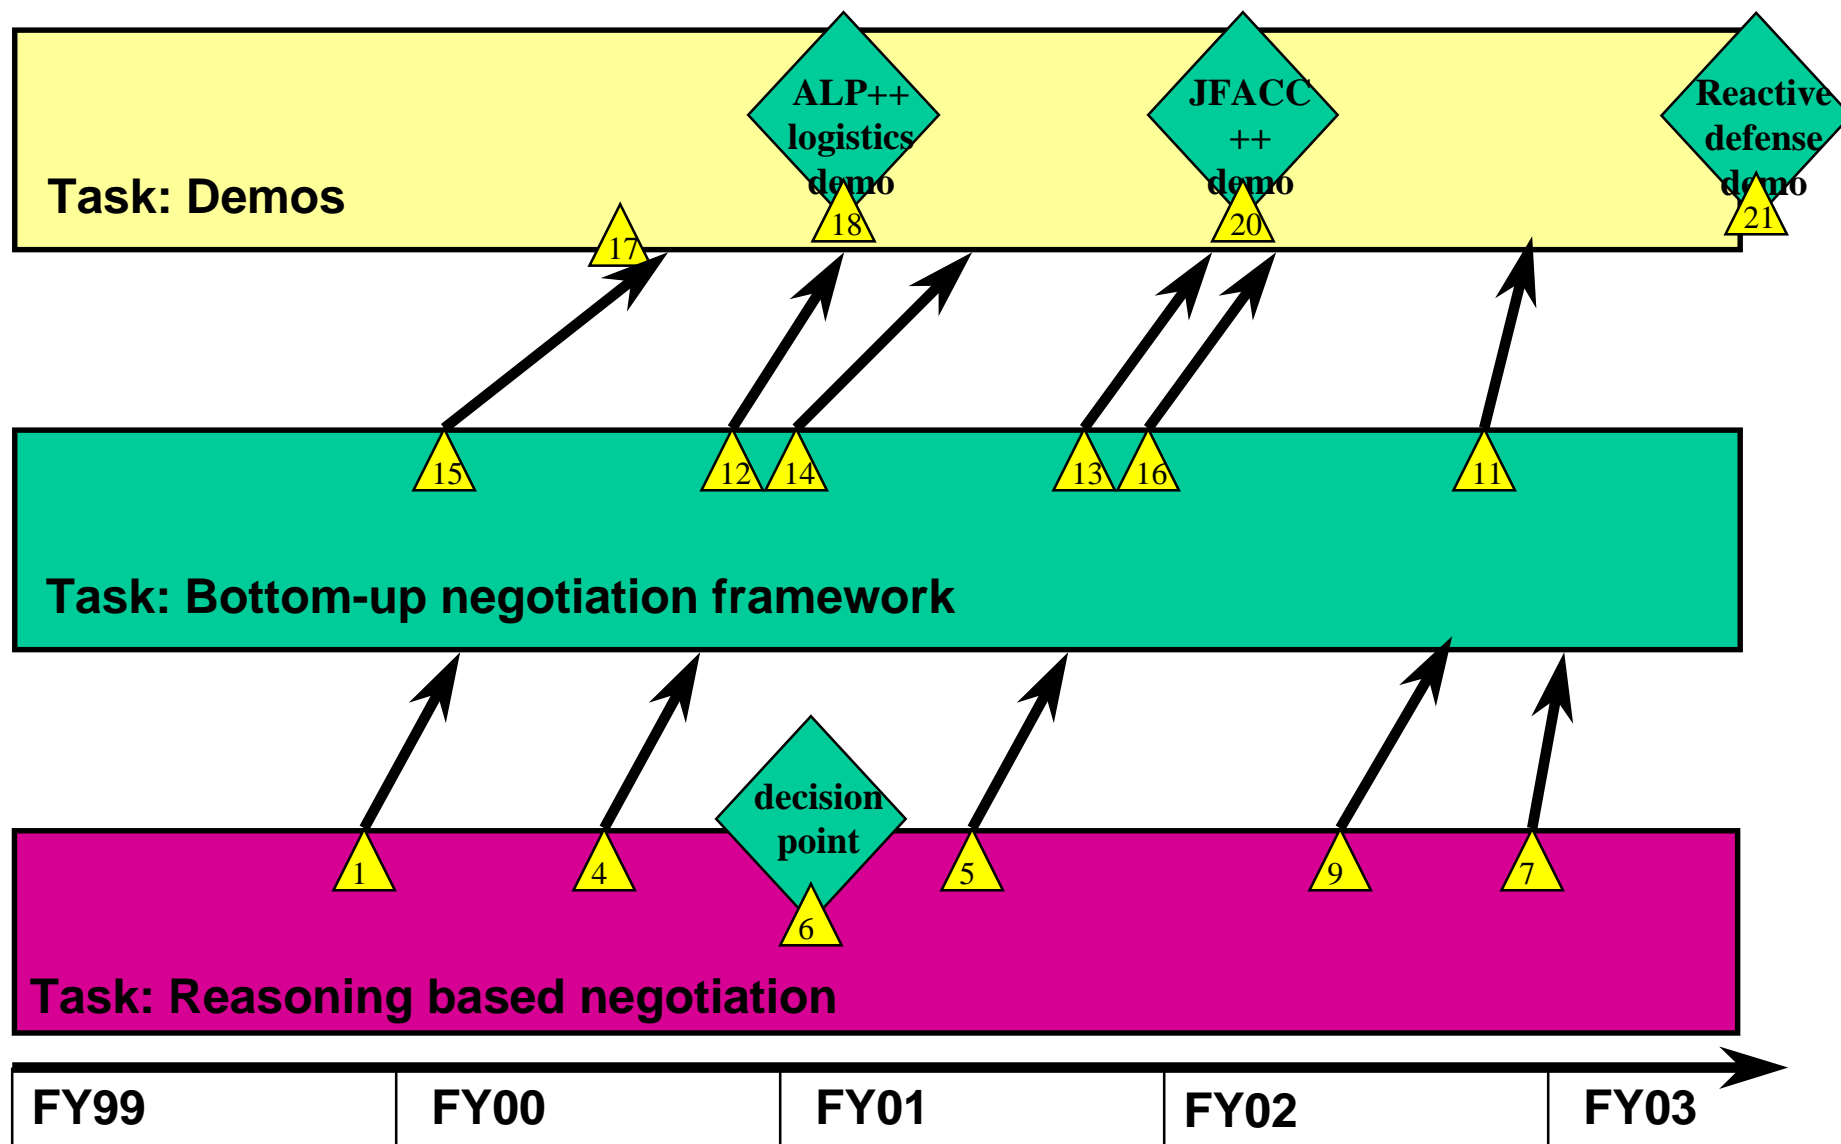 ALP++
logistics
demo
JFACC
++
demo
Reactive
defense
demo
Task: Demos
17
18
20
21
15
12
14
13
16
11
Task: Bottom-up negotiation framework
decision
point
1
4
5
9
7
6
Task: Reasoning based negotiation
FY99
FY00
FY01
FY02
FY03